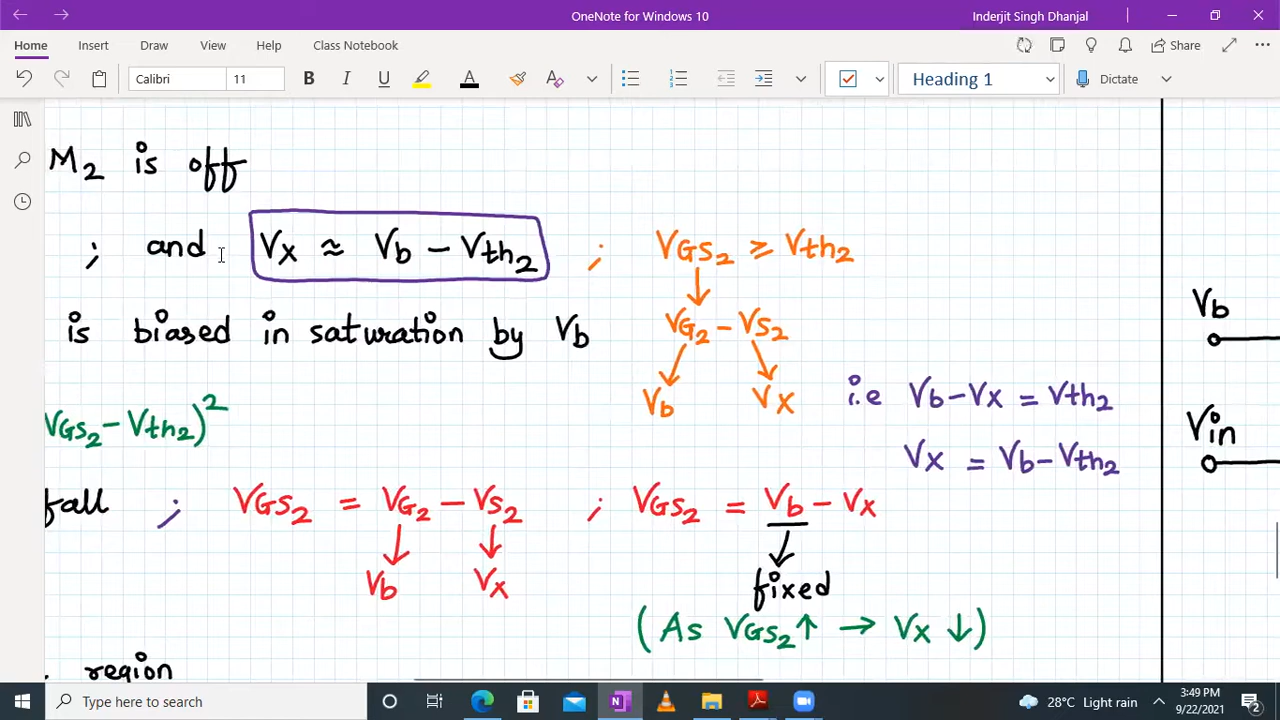 OneNote for Windows 10
Inderjit Singh Dhanjal
Home Insert Draw View Help Class Notebook
Share
Calibri 11 B I U A Heading 1 Dictate
M2 is off
; and Vx ≈ Vb - Vth2 ; VGS2 ≥ Vth2
VG2 - VS2
is biased in saturation by Vb
Vb Vx
i.e Vb - Vx = Vth2
Vx = Vb - Vth2
VGS2 - Vth2)²
Vb
Vin
fall ; VGS2 = VG2 - VS2 ; VGS2 = Vb - Vx
Vb Vx fixed
(As VGS2 ↑ → Vx ↓)
region
Type here to search
28°C Light rain
3:49 PM
9/22/2021
2